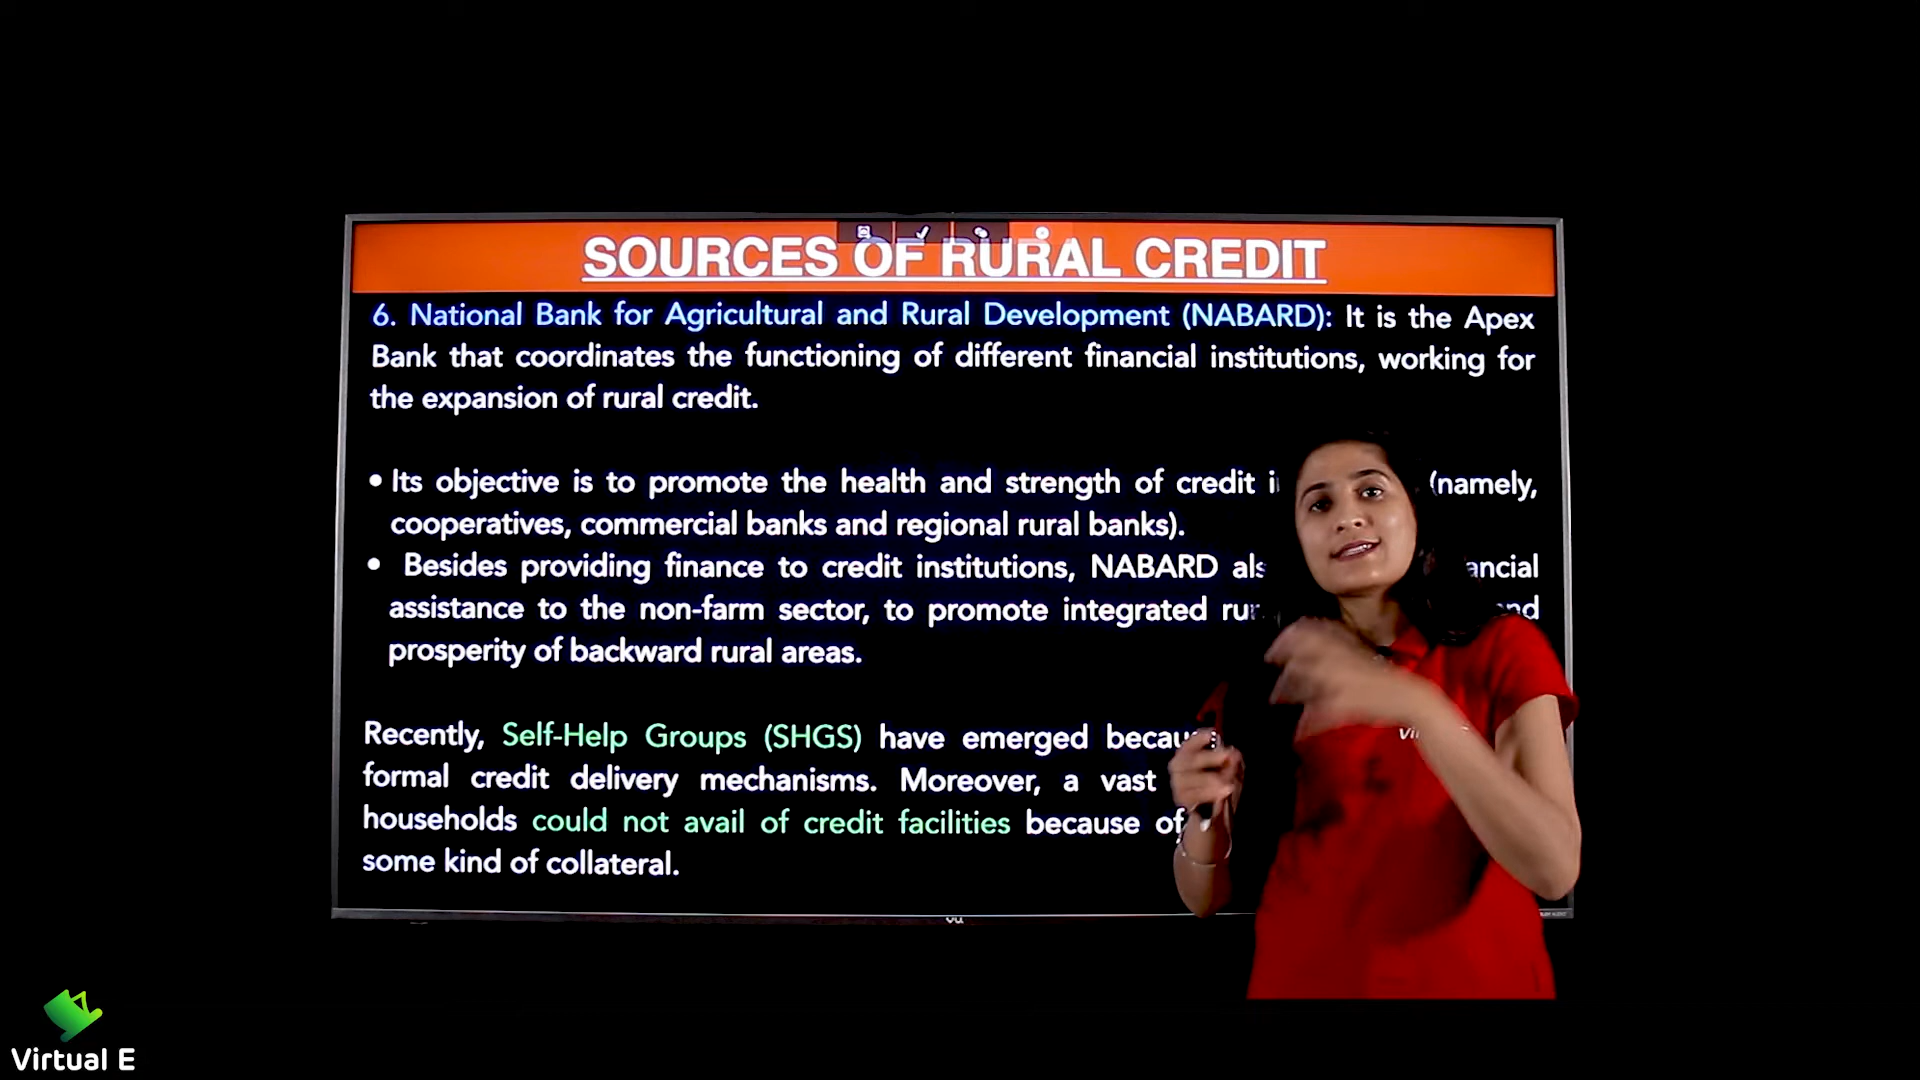 SOURCES OF RURAL CREDIT
6. National Bank for Agricultural and Rural Development (NABARD): It is the Apex
Bank that coordinates the functioning of different financial institutions, working for
the expansion of rural credit.
• Its objective is to promote the health and strength of credit (namely,
cooperatives, commercial banks and regional rural banks).
• Besides providing finance to credit institutions, NABARD
assistance to the non-farm sector, to promote integrated
prosperity of backward rural areas.
Recently, Self-Help Groups (SHGS) have emerged
formal credit delivery mechanisms. Moreover, a vast
households could not avail of credit facilities because of
some kind of collateral.
Virtual E